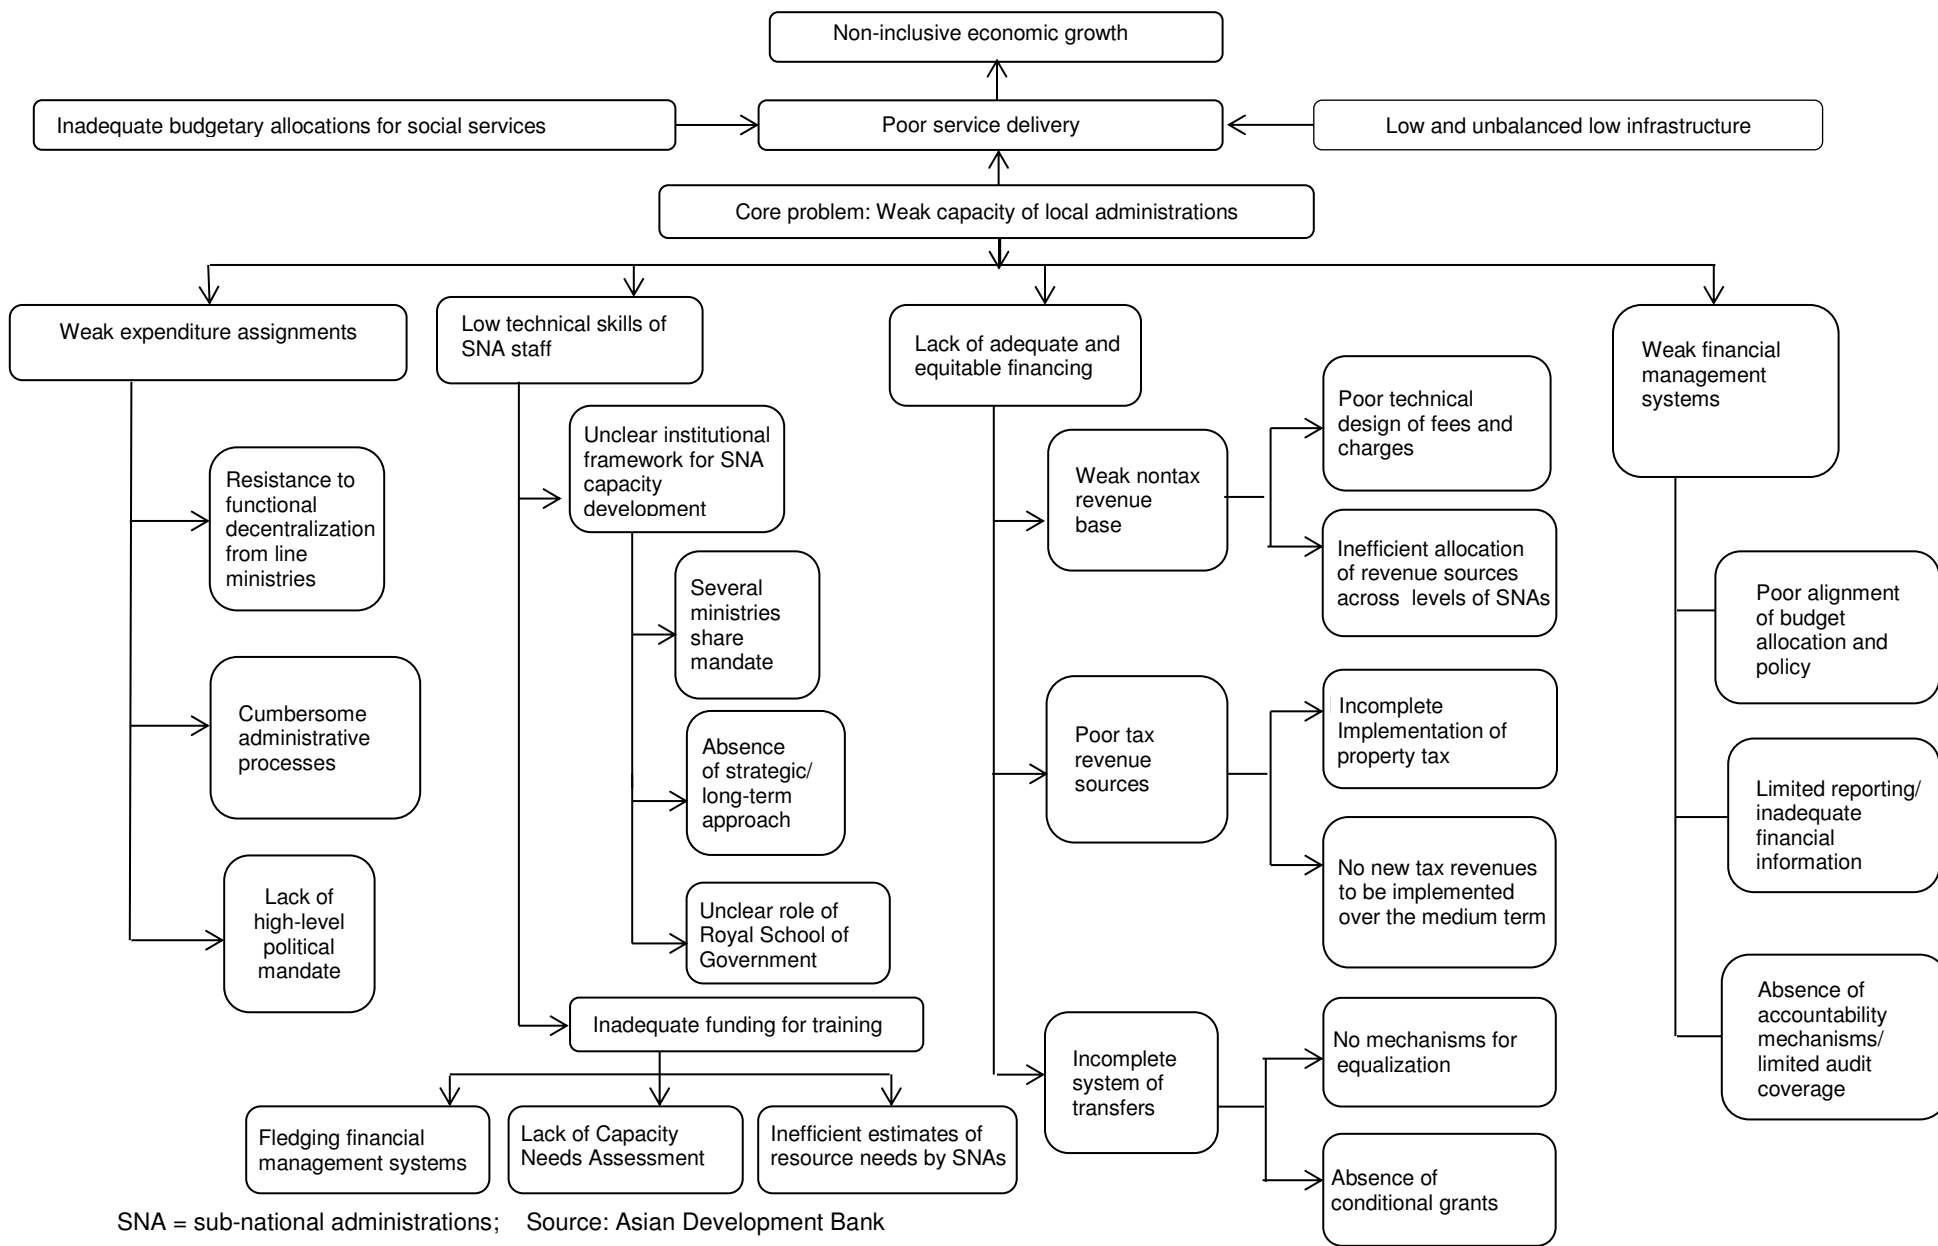 Non-inclusive economic growth
Inadequate budgetary allocations for social services
Poor service delivery
Low and unbalanced low infrastructure
Core problem: Weak capacity of local administrations
Weak expenditure assignments
Resistance to
functional
decentralization
from line
ministries
Cumbersome
administrative
processes
Lack of
high-level
political
mandate
Low technical skills of
SNA staff
Unclear institutional
framework for SNA
capacity
development
Several
ministries
share
mandate
Absence
of strategic/
long-term
approach
Unclear role of
Royal School of
Government
Inadequate funding for training
Fledging financial
management systems
Lack of Capacity
Needs Assessment
Inefficient estimates of
resource needs by SNAs
Lack of adequate and
equitable financing
Weak nontax
revenue
base
Poor technical
design of fees and
charges
Inefficient allocation
of revenue sources
across levels of SNAs
Poor tax
revenue
sources
Incomplete
Implementation of
property tax
No new tax revenues
to be implemented
over the medium term
Incomplete
system of
transfers
No mechanisms for
equalization
Absence of
conditional grants
Weak financial
management
systems
Poor alignment
of budget
allocation and
policy
Limited reporting/
inadequate
financial
information
Absence of
accountability
mechanisms/
limited audit
coverage
SNA = sub-national administrations; Source: Asian Development Bank